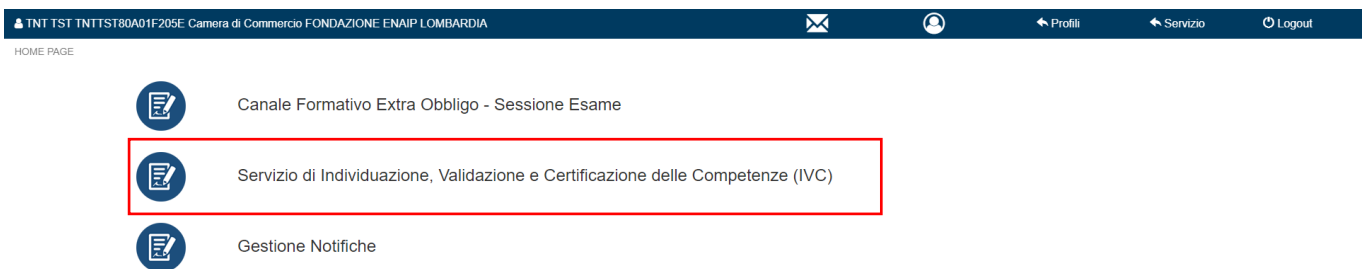 TNT TST TNTTST80A01F205E Camera di Commercio FONDAZIONE ENAIP LOMBARDIA Profili Servizio Logout
HOME PAGE
Canale Formativo Extra Obbligo - Sessione Esame
Servizio di Individuazione, Validazione e Certificazione delle Competenze (IVC)
Gestione Notifiche